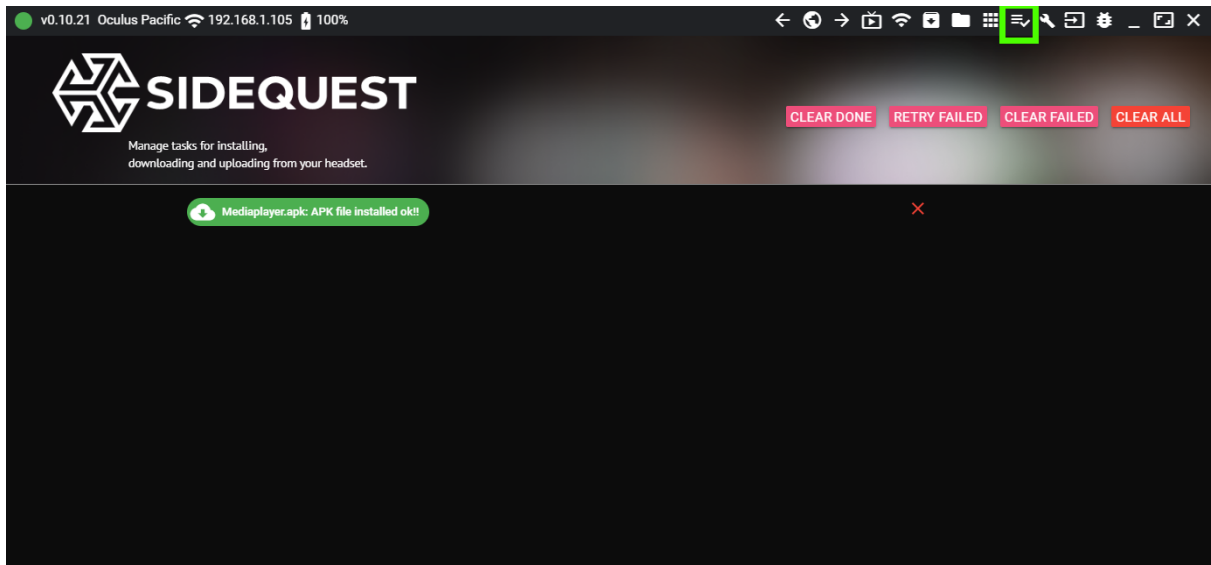 v0.10.21 Oculus Pacific 192.168.1.105 100%
SIDEQUEST
Manage tasks for installing,
downloading and uploading from your headset.
CLEAR DONE RETRY FAILED CLEAR FAILED CLEAR ALL
Mediaplayer.apk: APK file installed ok!!